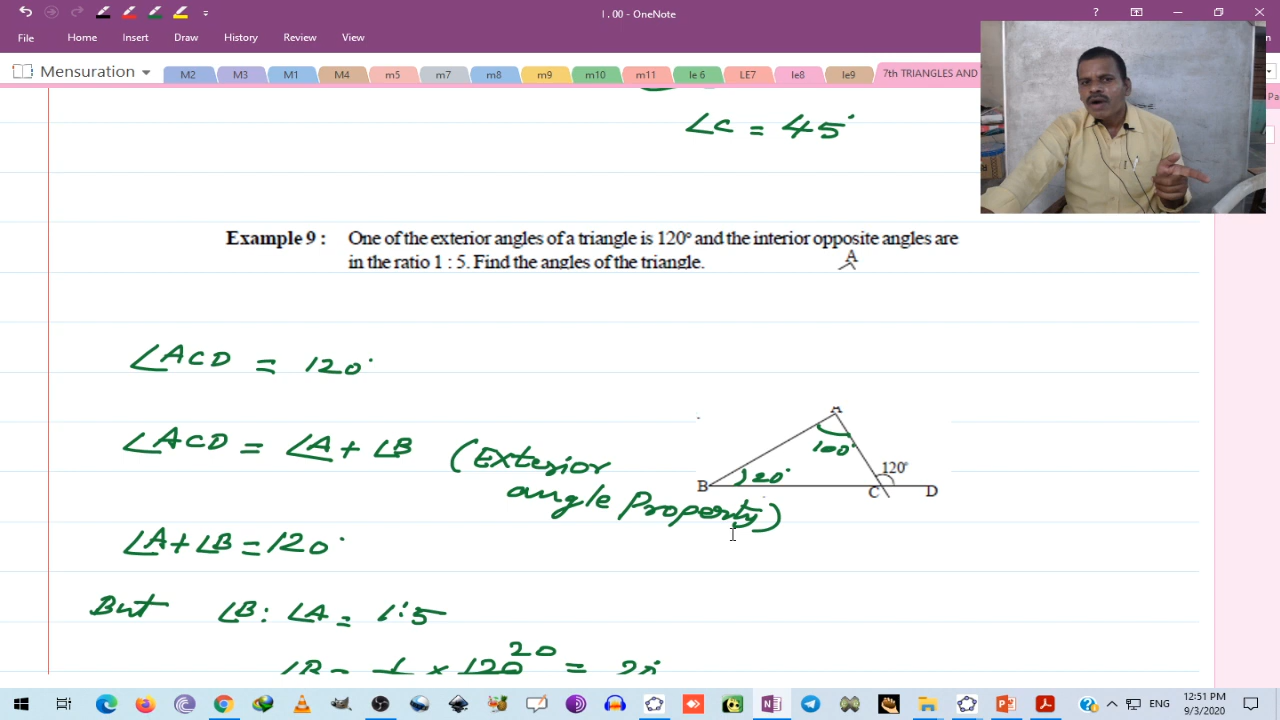 1.00 - OneNote
?
File Home Insert Draw History Review View
Mensuration M2 M3 M1 M4 m5 m7 m8 m9 m10 m11 le 6 LE7 le8 le9 7th TRIANGLES AND
∠C = 45°
Example 9 : One of the exterior angles of a triangle is 120° and the interior opposite angles are
in the ratio 1 : 5. Find the angles of the triangle.
A
∠ACD = 120°
A
∠ACD = ∠A + ∠B (Exterior
angle Property)
100°
120°
20°
B C D
∠A + ∠B = 120°
But ∠B : ∠A = 1:5
20
∠B = 1 × 120 = 20
ENG
12:51 PM
9/3/2020